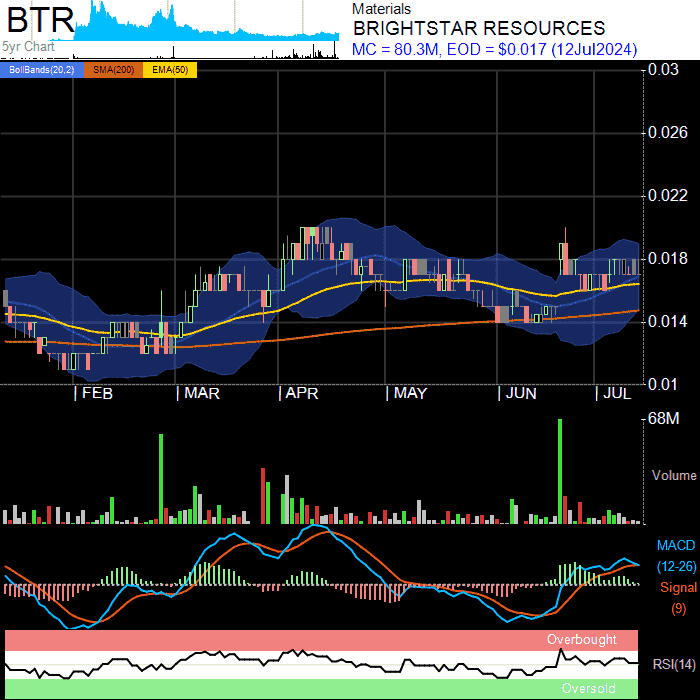 BTR
5yr Chart
Materials
BRIGHTSTAR RESOURCES
MC = 80.3M, EOD = $0.017 (12Jul2024)
BollBands(20,2) SMA(200) EMA(50)
0.03
0.026
0.022
0.018
0.014
0.01
FEB MAR APR MAY JUN JUL
68M
Volume
MACD
(12-26)
Signal
(9)
Overbought
RSI(14)
Oversold